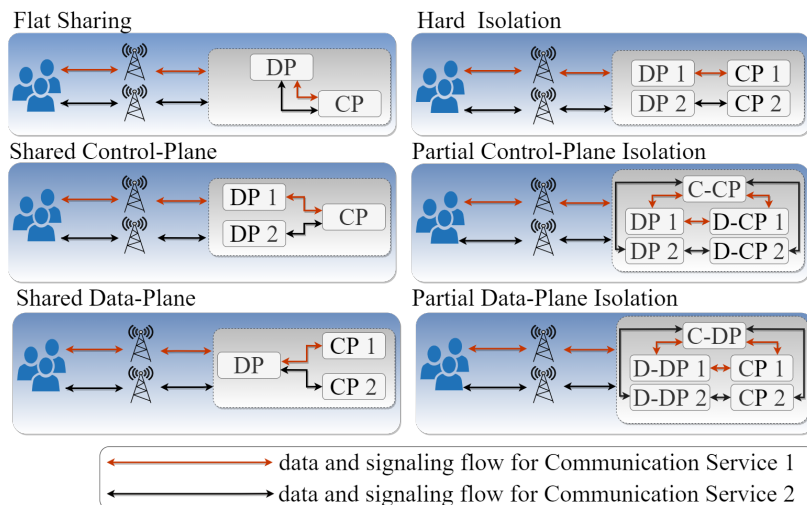 Flat Sharing
DP
CP
Hard Isolation
DP 1
CP 1
DP 2
CP 2
Shared Control-Plane
DP 1
CP
DP 2
Partial Control-Plane Isolation
C-CP
DP 1
D-CP 1
DP 2
D-CP 2
Shared Data-Plane
CP 1
DP
CP 2
Partial Data-Plane Isolation
C-DP
D-DP 1
CP 1
D-DP 2
CP 2
data and signaling flow for Communication Service 1
data and signaling flow for Communication Service 2